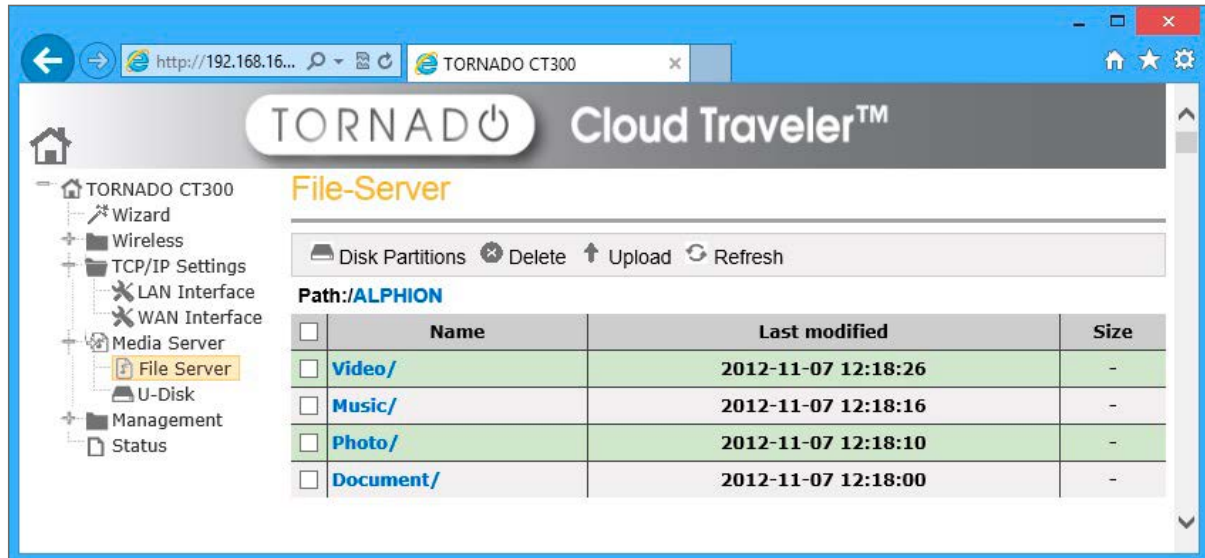 http://192.168.16...
TORNADO CT300
TORNADO Cloud Traveler™
TORNADO CT300
Wizard
Wireless
TCP/IP Settings
LAN Interface
WAN Interface
Media Server
File Server
U-Disk
Management
Status
File-Server
Disk Partitions Delete Upload Refresh
Path:/ALPHION
Name Last modified Size
Video/ 2012-11-07 12:18:26 -
Music/ 2012-11-07 12:18:16 -
Photo/ 2012-11-07 12:18:10 -
Document/ 2012-11-07 12:18:00 -